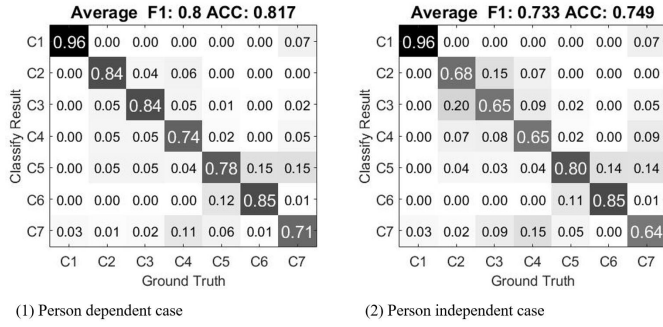 Average F1: 0.8 ACC: 0.817
C1 0.96 0.00 0.00 0.00 0.00 0.00 0.07
C2 0.00 0.84 0.04 0.06 0.00 0.00 0.00
C3 0.00 0.05 0.84 0.05 0.01 0.00 0.02
C4 0.00 0.05 0.05 0.74 0.02 0.00 0.05
C5 0.00 0.05 0.05 0.04 0.78 0.15 0.15
C6 0.00 0.00 0.00 0.00 0.12 0.85 0.01
C7 0.03 0.01 0.02 0.11 0.06 0.01 0.71
C1 C2 C3 C4 C5 C6 C7
Classify Result
Ground Truth
(1) Person dependent case
Average F1: 0.733 ACC: 0.749
C1 0.96 0.00 0.00 0.00 0.00 0.00 0.07
C2 0.00 0.68 0.15 0.07 0.00 0.00 0.00
C3 0.00 0.20 0.65 0.09 0.02 0.00 0.05
C4 0.00 0.07 0.08 0.65 0.02 0.00 0.09
C5 0.00 0.04 0.03 0.04 0.80 0.14 0.14
C6 0.00 0.00 0.00 0.00 0.11 0.85 0.01
C7 0.03 0.02 0.09 0.15 0.05 0.00 0.64
C1 C2 C3 C4 C5 C6 C7
Classify Result
Ground Truth
(2) Person independent case